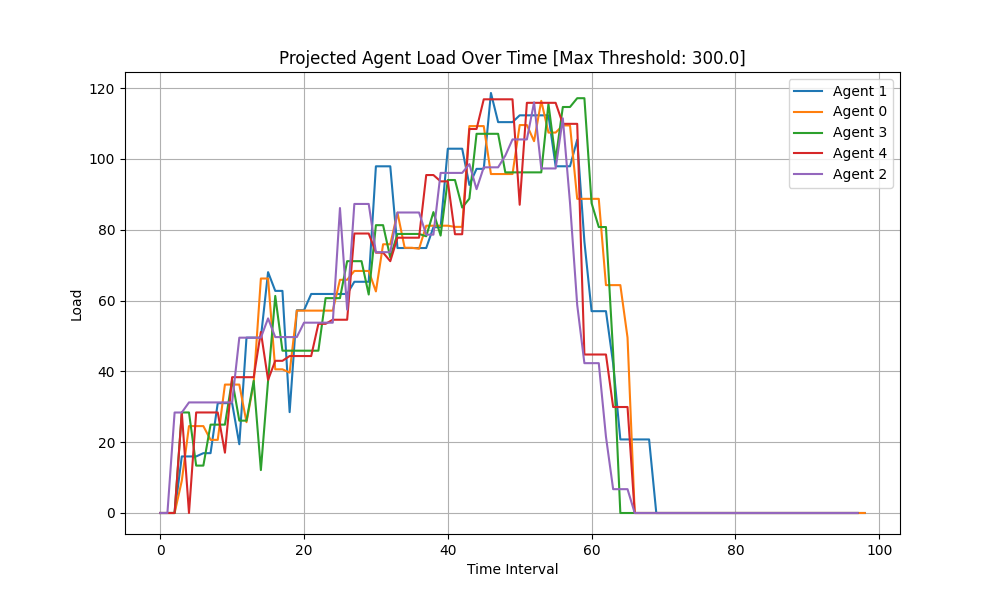 Projected Agent Load Over Time [Max Threshold: 300.0]
Agent 1
Agent 0
Agent 3
Agent 4
Agent 2
Load
120
100
80
60
40
20
0
0 20 40 60 80 100
Time Interval